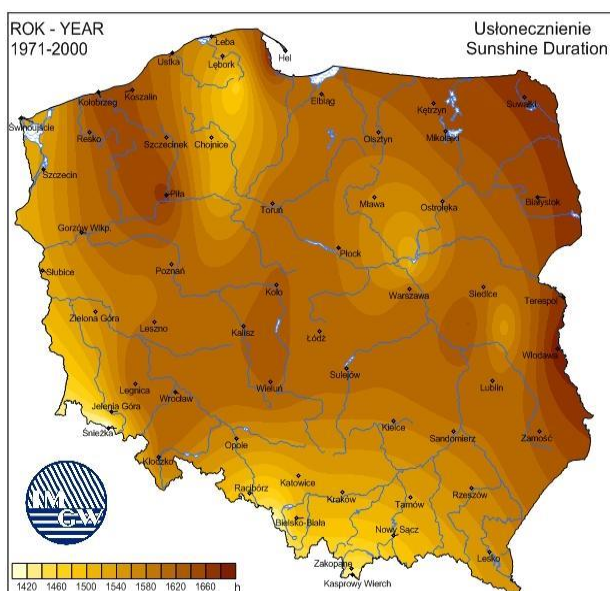 ROK - YEAR
1971-2000
Usłonecznienie
Sunshine Duration
Łeba
Ustka
Lębork
Hel
Koszalin
Kołobrzeg
Elbląg
Kętrzyn
Suwałki
Świnoujście
Resko
Szczecinek
Chojnice
Olsztyn
Mikołajki
Szczecin
Piła
Toruń
Mława
Ostrołęka
Białystok
Gorzów Wlkp.
Płock
Słubice
Poznań
Koło
Warszawa
Siedlce
Terespol
Zielona Góra
Leszno
Kalisz
Łódź
Włodawa
Sulejów
Legnica
Wrocław
Wieluń
Lublin
Jelenia Góra
Śnieżka
Kielce
Sandomierz
Zamość
Opole
Kłodzko
Racibórz
Katowice
Kraków
Tarnów
Rzeszów
Bielsko-Biała
Nowy Sącz
Lesko
Zakopane
Kasprowy Wierch
IM
GW
1420 1460 1500 1540 1580 1620 1660 h